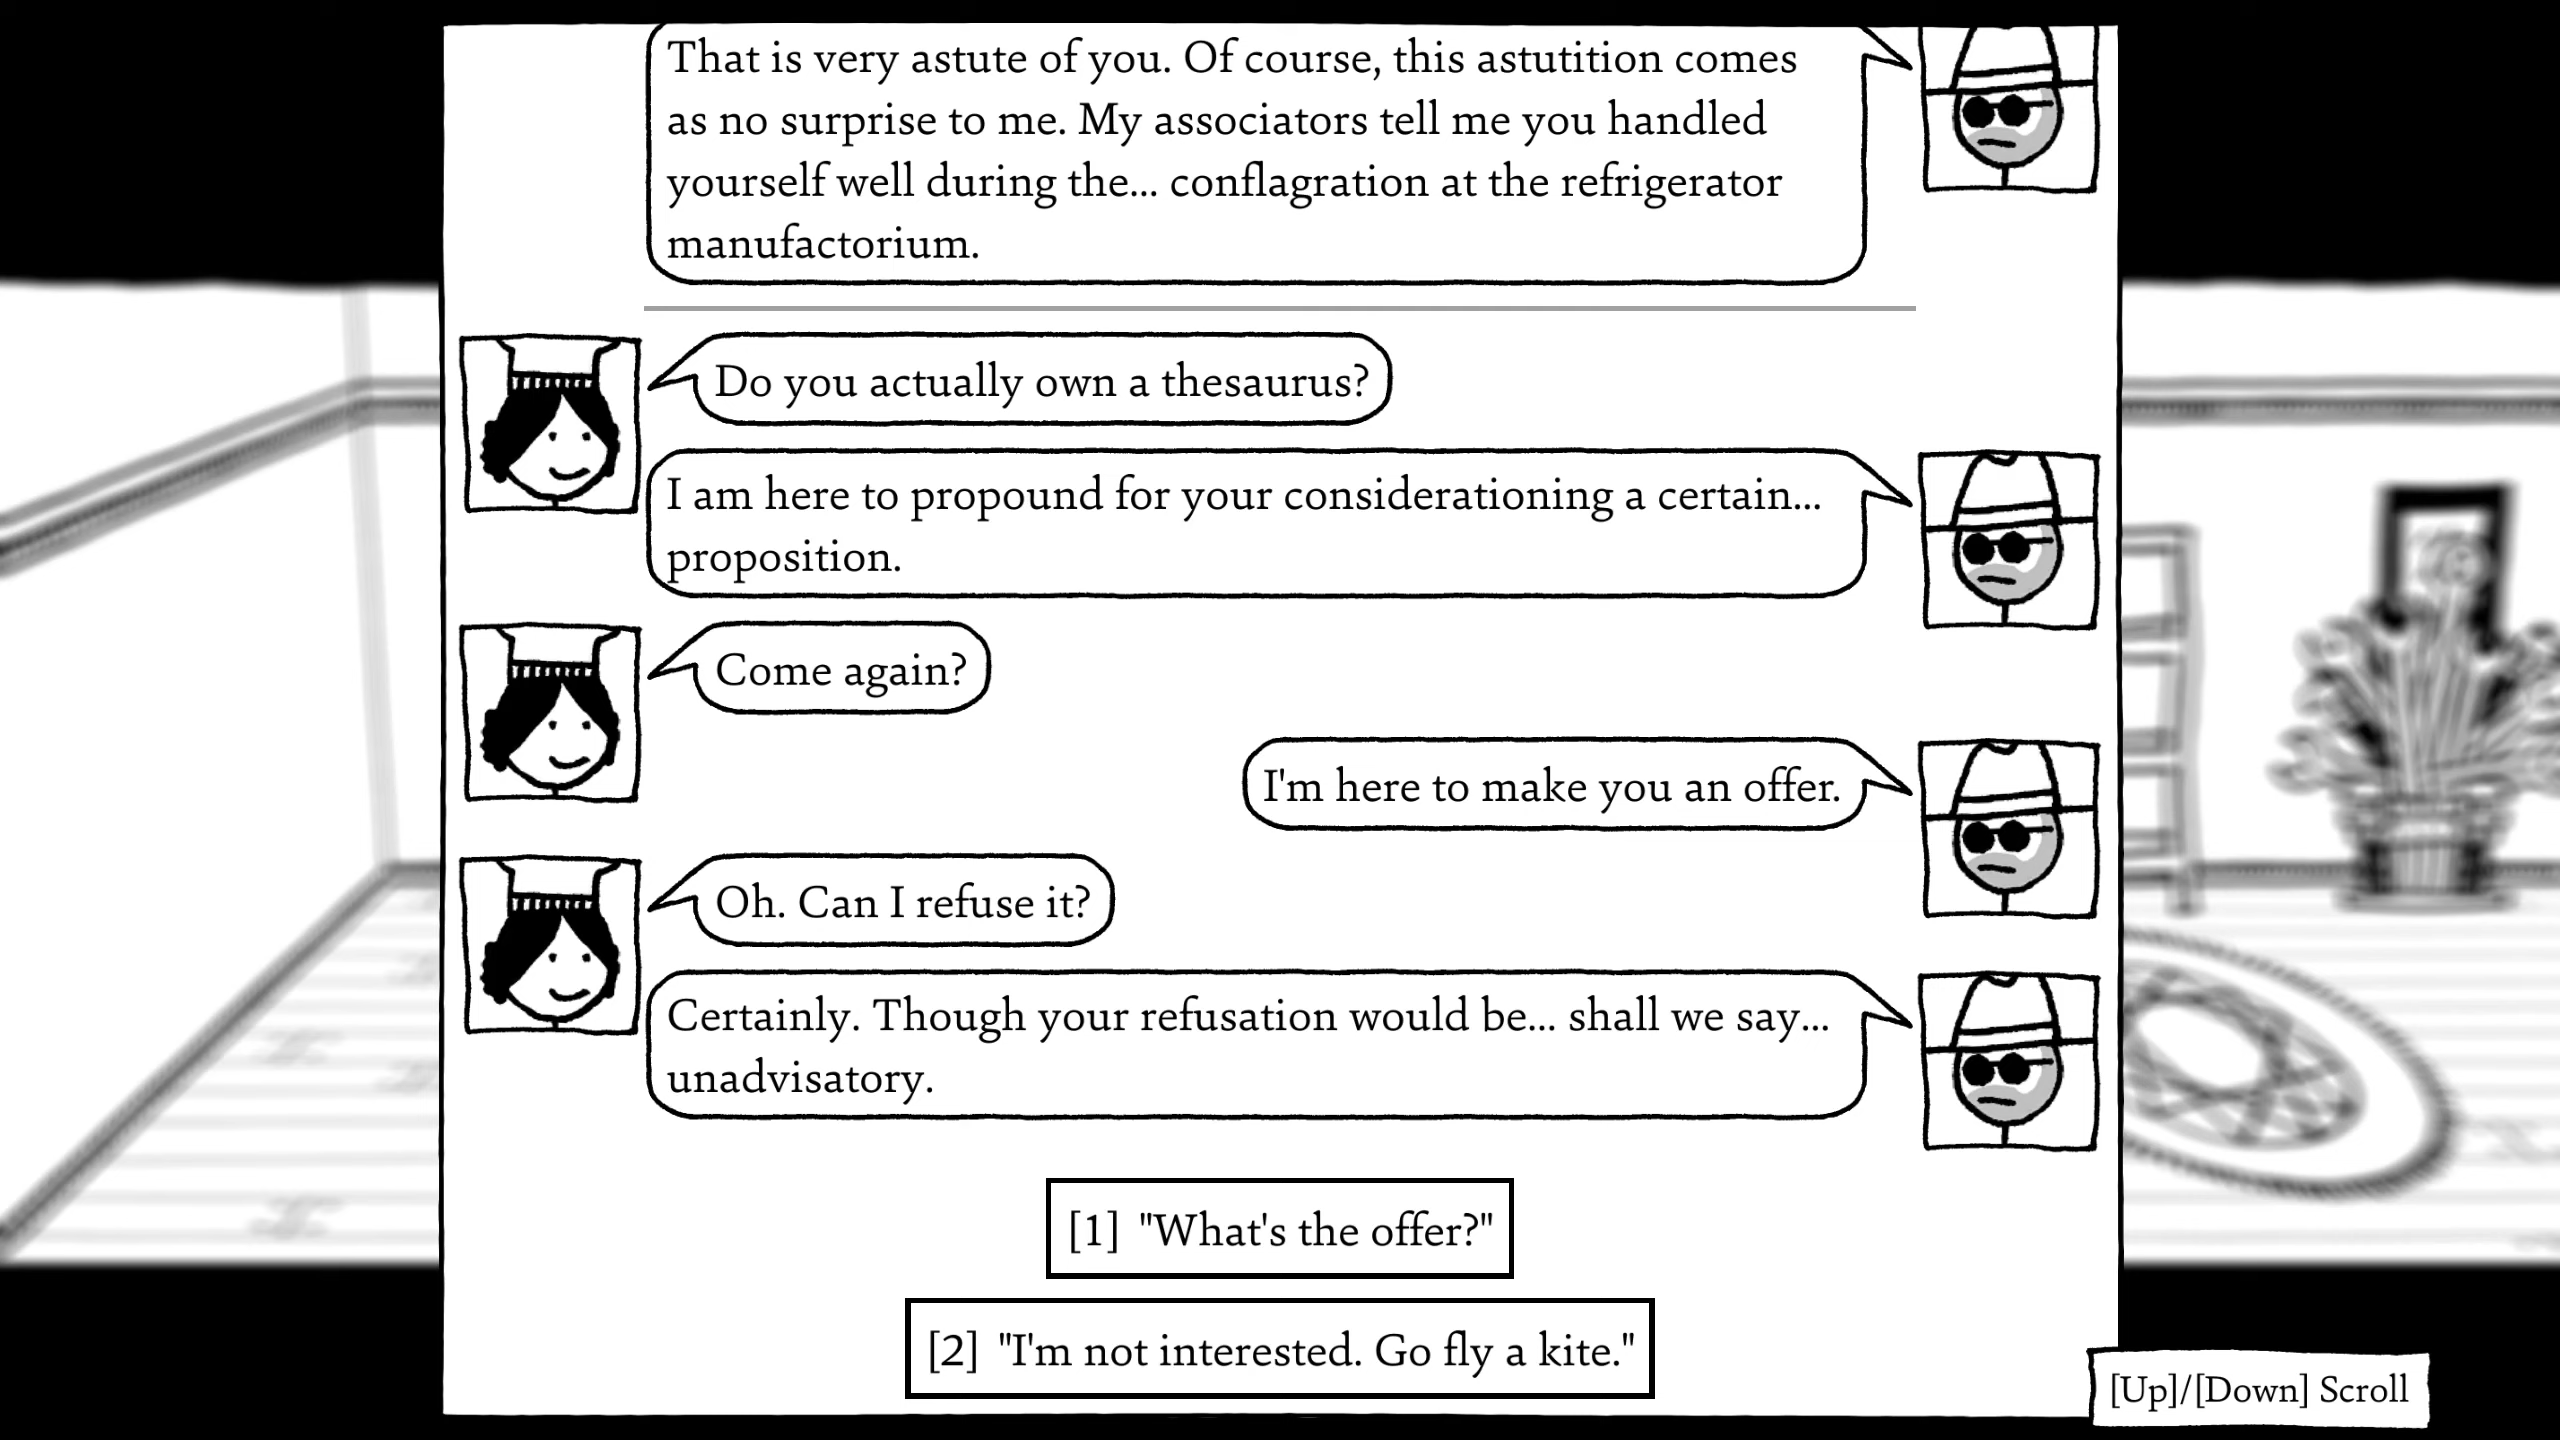 That is very astute of you. Of course, this astutition comes
as no surprise to me. My associators tell me you handled
yourself well during the... conflagration at the refrigerator
manufactorium.
Do you actually own a thesaurus?
I am here to propound for your considerationing a certain...
proposition.
Come again?
I'm here to make you an offer.
Oh. Can I refuse it?
Certainly. Though your refusation would be... shall we say...
unadvisatory.
[1] "What's the offer?"
[2] "I'm not interested. Go fly a kite."
[Up]/[Down] Scroll